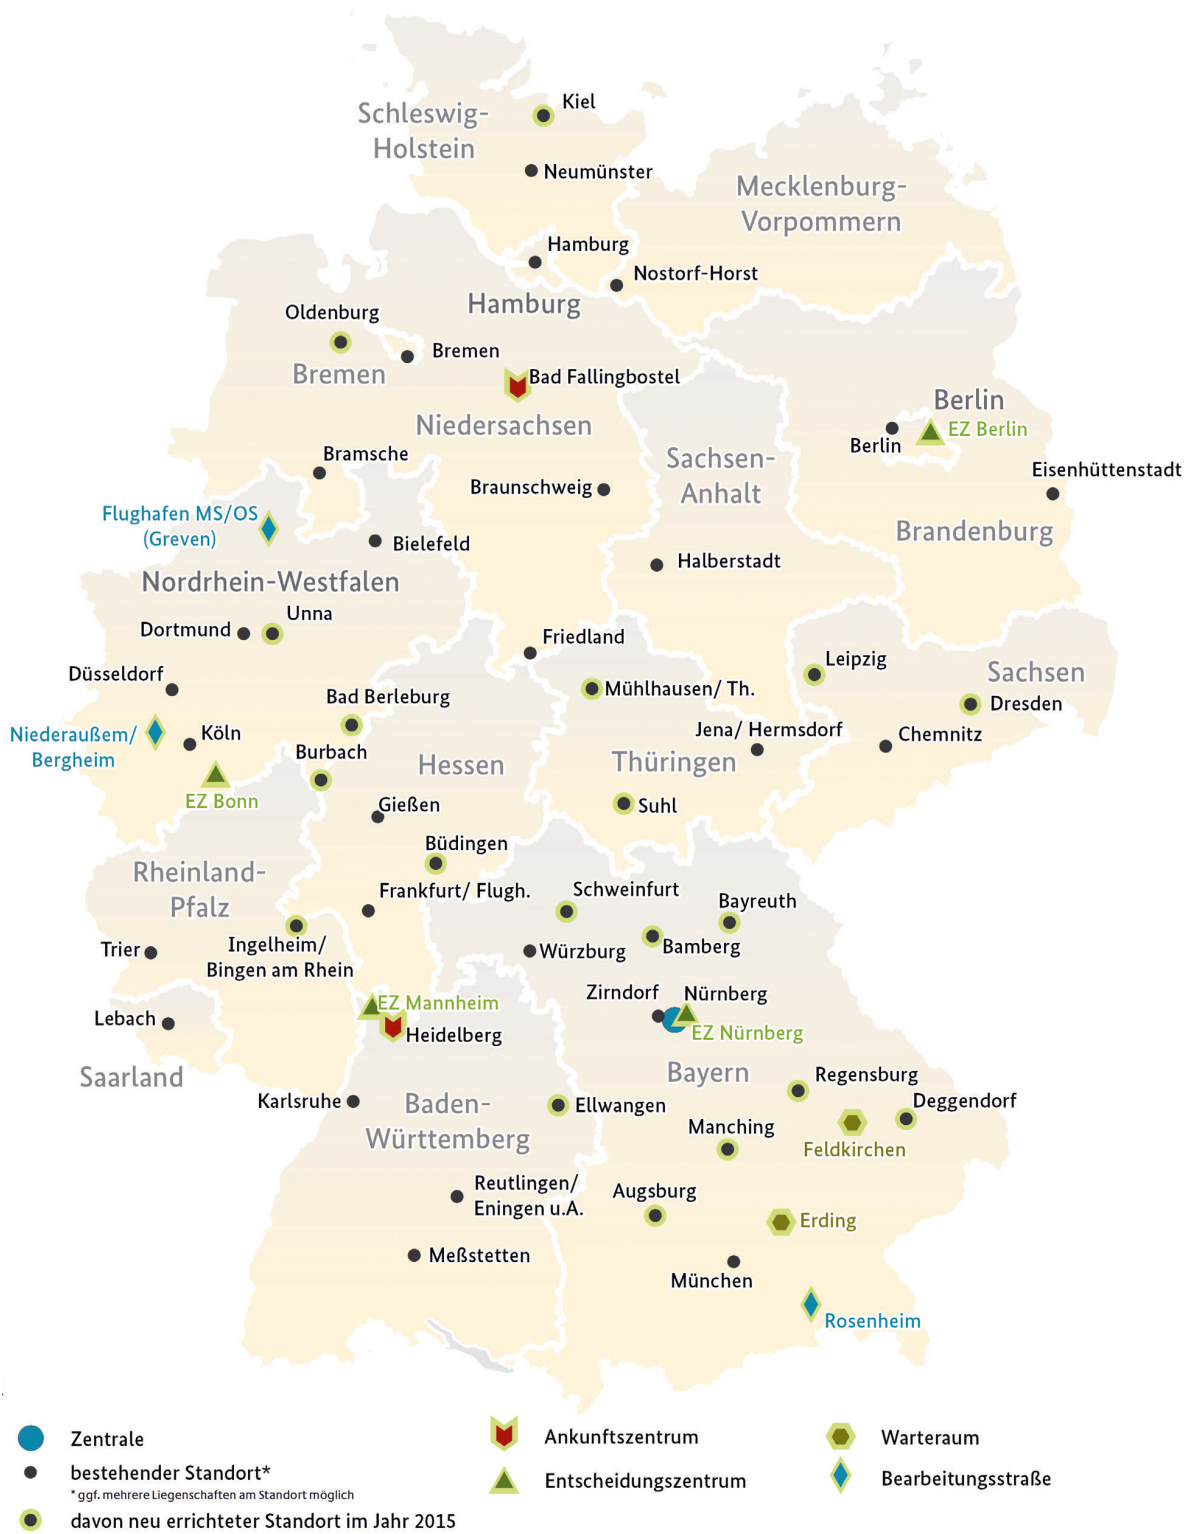 Kiel
Schleswig-
Holstein
Neumünster
Mecklenburg-
Vorpommern
Hamburg
Nostorf-Horst
Hamburg
Oldenburg
Bremen
Bremen
Bad Fallingbostel
Berlin
Niedersachsen
EZ Berlin
Berlin
Bramsche
Sachsen-
Anhalt
Eisenhüttenstadt
Braunschweig
Flughafen MS/OS
(Greven)
Brandenburg
Bielefeld
Halberstadt
Nordrhein-Westfalen
Unna
Dortmund
Friedland
Leipzig
Düsseldorf
Sachsen
Mühlhausen/ Th.
Bad Berleburg
Dresden
Niederaußem/
Bergheim
Köln
Jena/ Hermsdorf
Chemnitz
Burbach
Hessen
Thüringen
EZ Bonn
Gießen
Suhl
Büdingen
Rheinland-
Pfalz
Frankfurt/ Flugh.
Schweinfurt
Bayreuth
Trier
Ingelheim/
Bingen am Rhein
Würzburg
Bamberg
Zirndorf
Nürnberg
EZ Mannheim
Lebach
Heidelberg
EZ Nürnberg
Saarland
Bayern
Regensburg
Karlsruhe
Baden-
Württemberg
Ellwangen
Deggendorf
Manching
Feldkirchen
Reutlingen/
Eningen u.A.
Augsburg
Erding
Meßstetten
München
Rosenheim
Zentrale
bestehender Standort*
* ggf. mehrere Liegenschaften am Standort möglich
davon neu errichteter Standort im Jahr 2015
Ankunftszentrum
Entscheidungszentrum
Warteraum
Bearbeitungsstraße